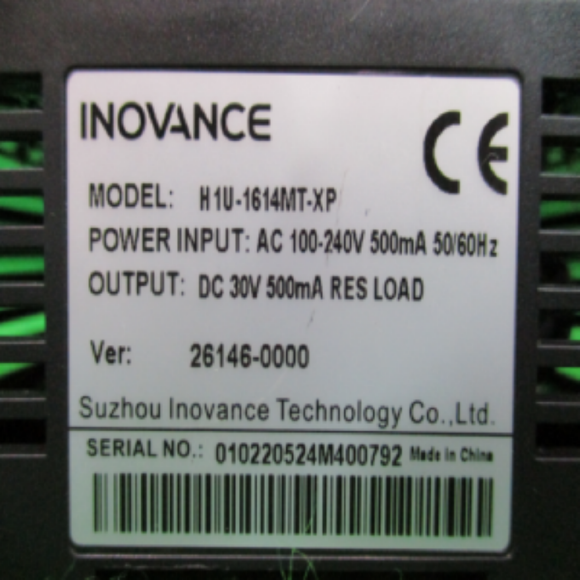 INOVANCE
CE
MODEL: H1U-1614MT-XP
POWER INPUT: AC 100-240V 500mA 50/60Hz
OUTPUT: DC 30V 500mA RES LOAD
Ver: 26146-0000
Suzhou Inovance Technology Co.,Ltd.
SERIAL NO.: 010220524M400792 Made in China